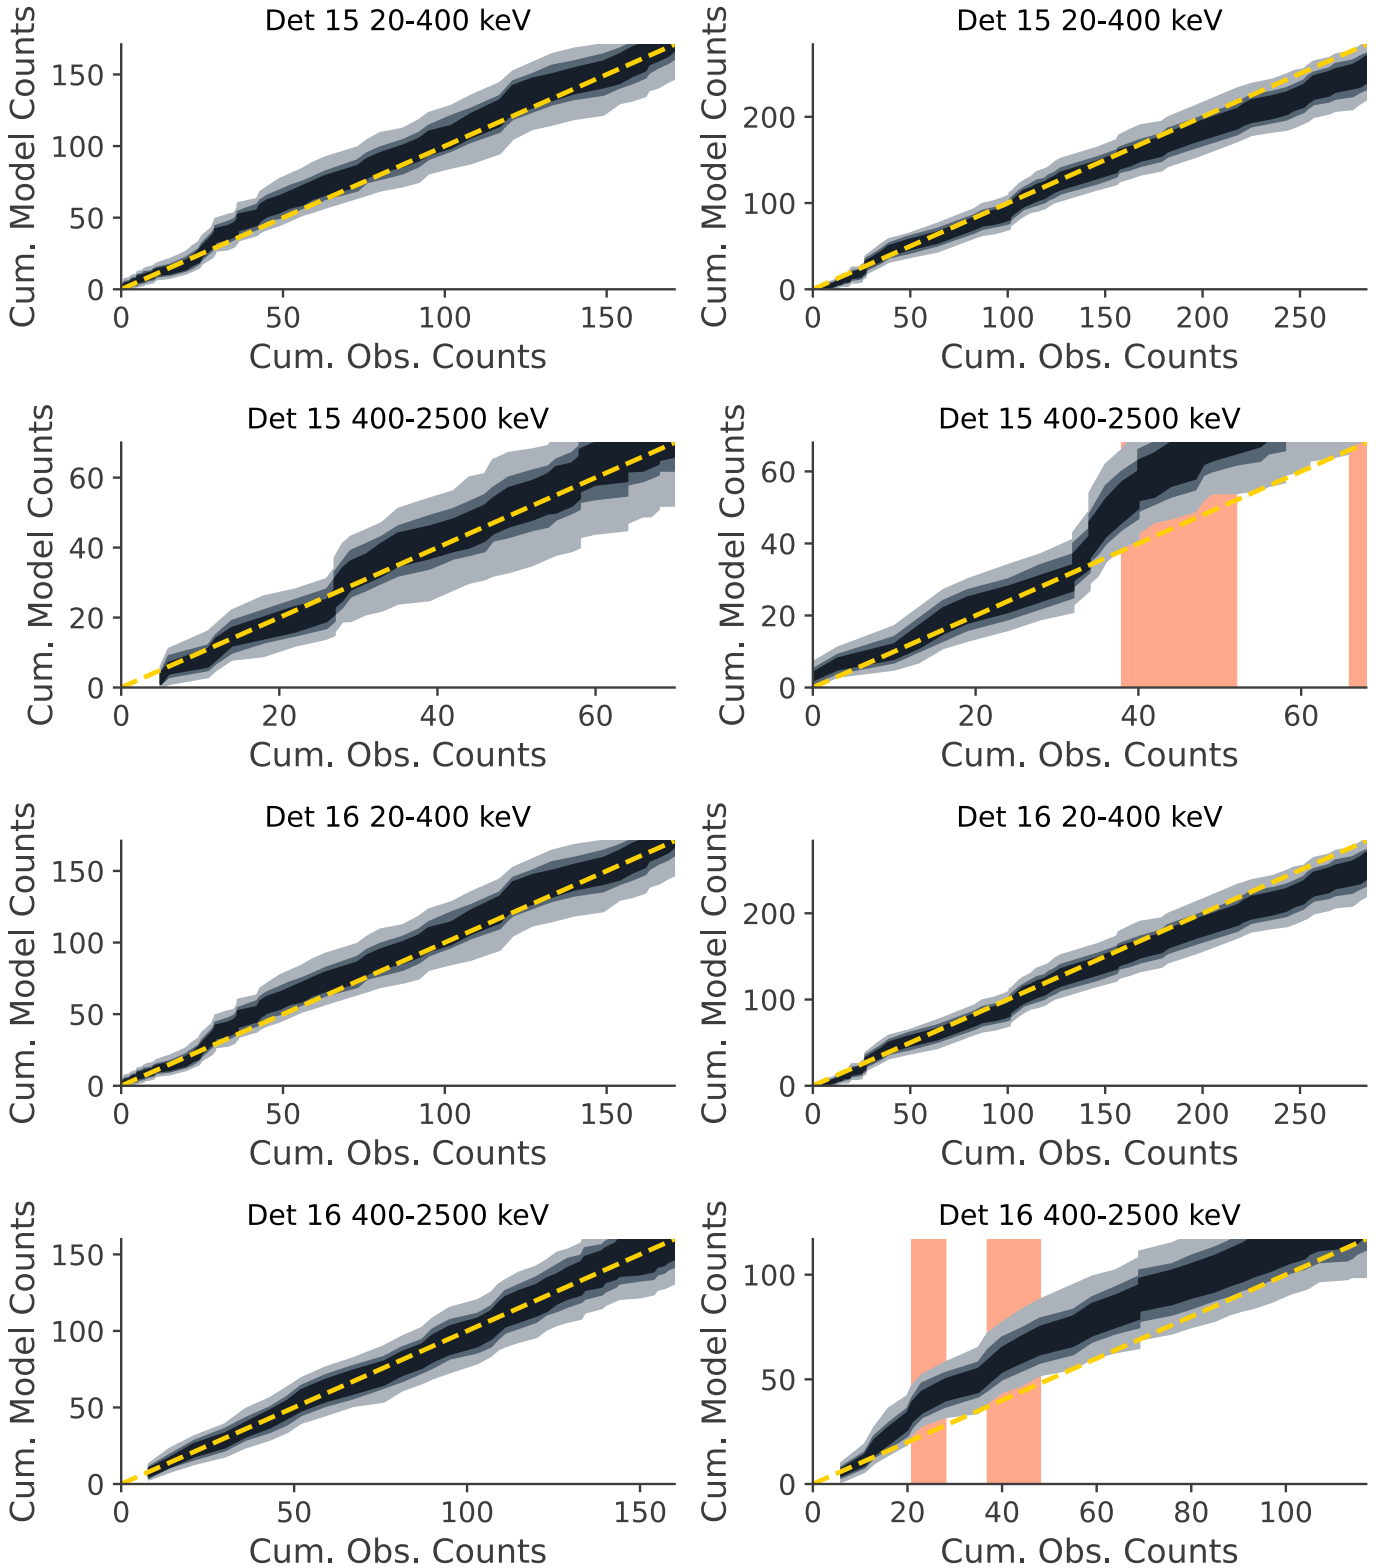 Det 15 20-400 keV
Cum. Model Counts
150
100
50
0
0 50 100 150
Cum. Obs. Counts
Det 15 20-400 keV
Cum. Model Counts
200
100
0
0 50 100 150 200 250
Cum. Obs. Counts
Det 15 400-2500 keV
Cum. Model Counts
60
40
20
0
0 20 40 60
Cum. Obs. Counts
Det 15 400-2500 keV
Cum. Model Counts
60
40
20
0
0 20 40 60
Cum. Obs. Counts
Det 16 20-400 keV
Cum. Model Counts
150
100
50
0
0 50 100 150
Cum. Obs. Counts
Det 16 20-400 keV
Cum. Model Counts
200
100
0
0 50 100 150 200 250
Cum. Obs. Counts
Det 16 400-2500 keV
Cum. Model Counts
150
100
50
0
0 50 100 150
Cum. Obs. Counts
Det 16 400-2500 keV
Cum. Model Counts
100
50
0
0 20 40 60 80 100
Cum. Obs. Counts